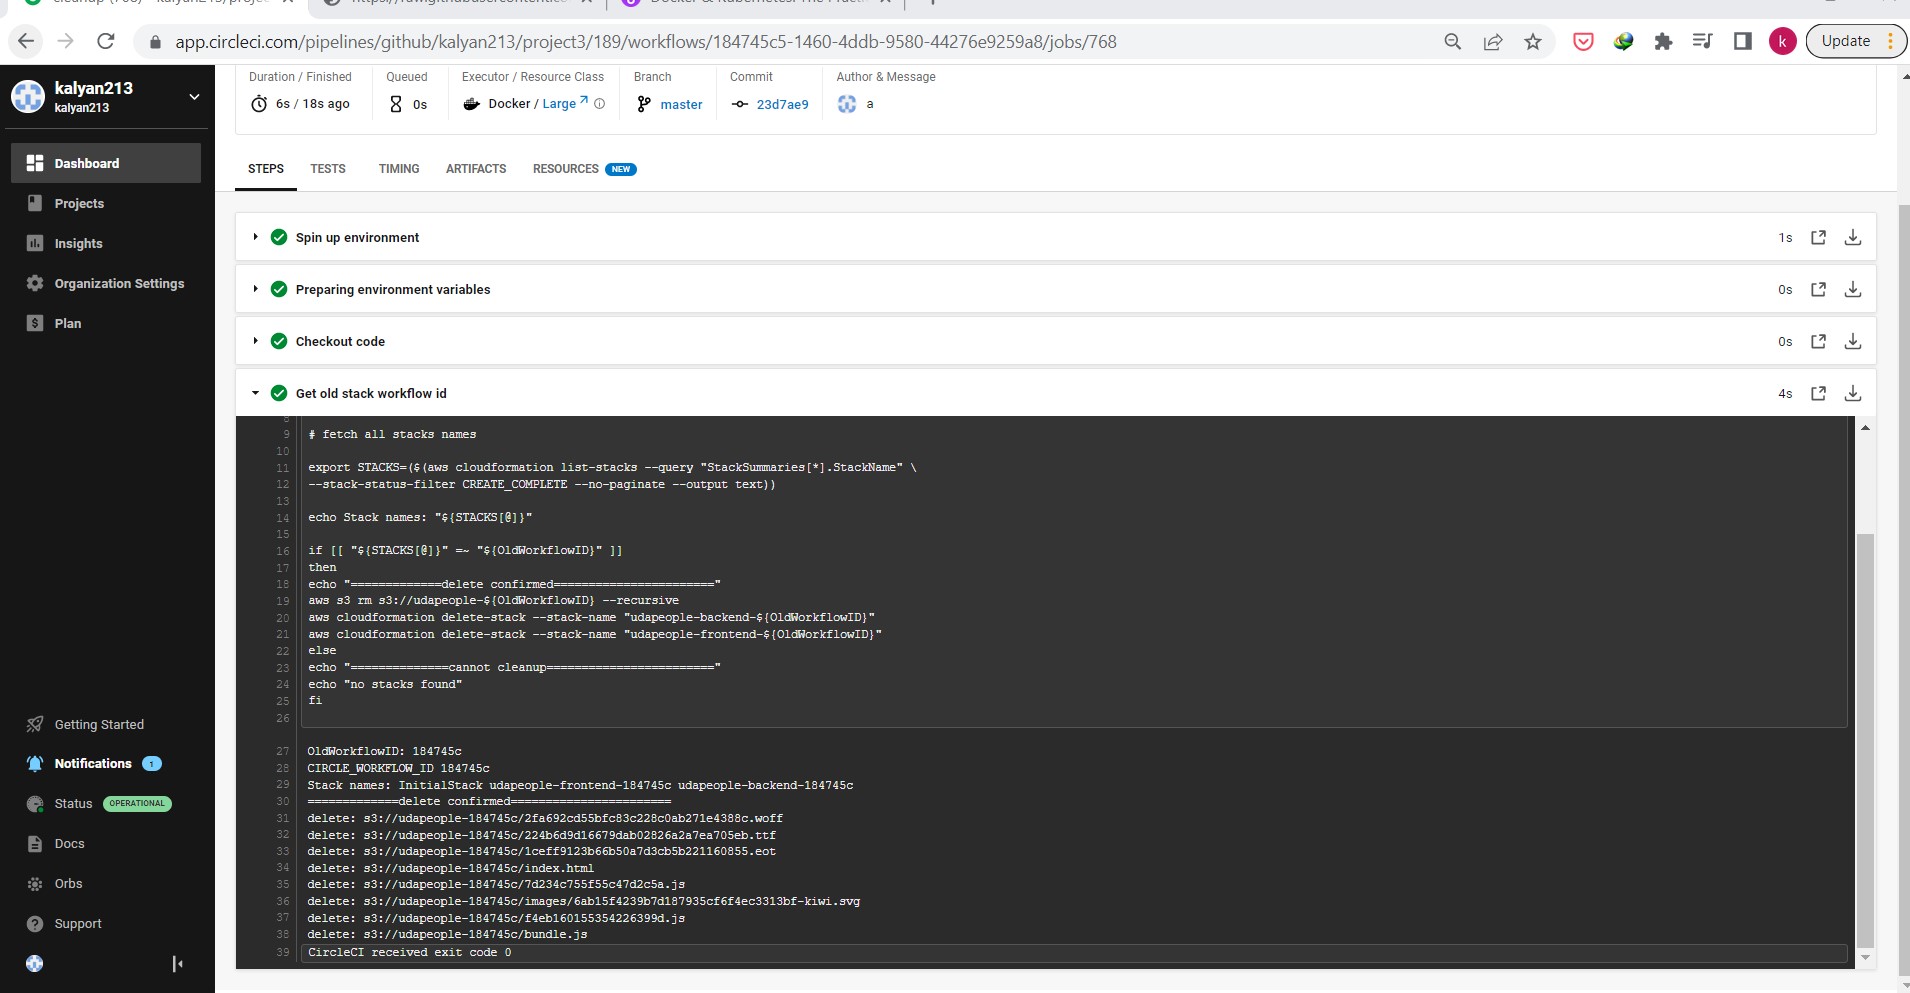 app.circleci.com/pipelines/github/kalyan213/project3/189/workflows/184745c5-1460-4ddb-9580-44276e9259a8/jobs/768
k
Update
kalyan213
kalyan213
Dashboard
Projects
Insights
Organization Settings
Plan
Getting Started
Notifications 1
Status OPERATIONAL
Docs
Orbs
Support
Duration / Finished
6s / 18s ago
Queued
0s
Executor / Resource Class
Docker / Large
Branch
master
Commit
23d7ae9
Author & Message
a
STEPS TESTS TIMING ARTIFACTS RESOURCES NEW
Spin up environment 1s
Preparing environment variables 0s
Checkout code 0s
Get old stack workflow id 4s
8
9 # fetch all stacks names
10
11 export STACKS=($(aws cloudformation list-stacks --query "StackSummaries[*].StackName" \
12 --stack-status-filter CREATE_COMPLETE --no-paginate --output text))
13
14 echo Stack names: "${STACKS[@]}"
15
16 if [[ "${STACKS[@]}" =~ "${OldWorkflowID}" ]]
17 then
18 echo "=============delete confirmed======================="
19 aws s3 rm s3://udapeople-${OldWorkflowID} --recursive
20 aws cloudformation delete-stack --stack-name "udapeople-backend-${OldWorkflowID}"
21 aws cloudformation delete-stack --stack-name "udapeople-frontend-${OldWorkflowID}"
22 else
23 echo "==============cannot cleanup========================"
24 echo "no stacks found"
25 fi
26
27 OldWorkflowID: 184745c
28 CIRCLE_WORKFLOW_ID 184745c
29 Stack names: InitialStack udapeople-frontend-184745c udapeople-backend-184745c
30 =============delete confirmed=======================
31 delete: s3://udapeople-184745c/2fa692cd55bfc83c228c0ab271e4388c.woff
32 delete: s3://udapeople-184745c/224b6d9d16679dab02826a2a7ea705eb.ttf
33 delete: s3://udapeople-184745c/1ceff9123b66b50a7d3cb5b221160855.eot
34 delete: s3://udapeople-184745c/index.html
35 delete: s3://udapeople-184745c/7d234c755f55c47d2c5a.js
36 delete: s3://udapeople-184745c/images/6ab15f4239b7d187935cf6f4ec3313bf-kiwi.svg
37 delete: s3://udapeople-184745c/f4eb160155354226399d.js
38 delete: s3://udapeople-184745c/bundle.js
39 CircleCI received exit code 0